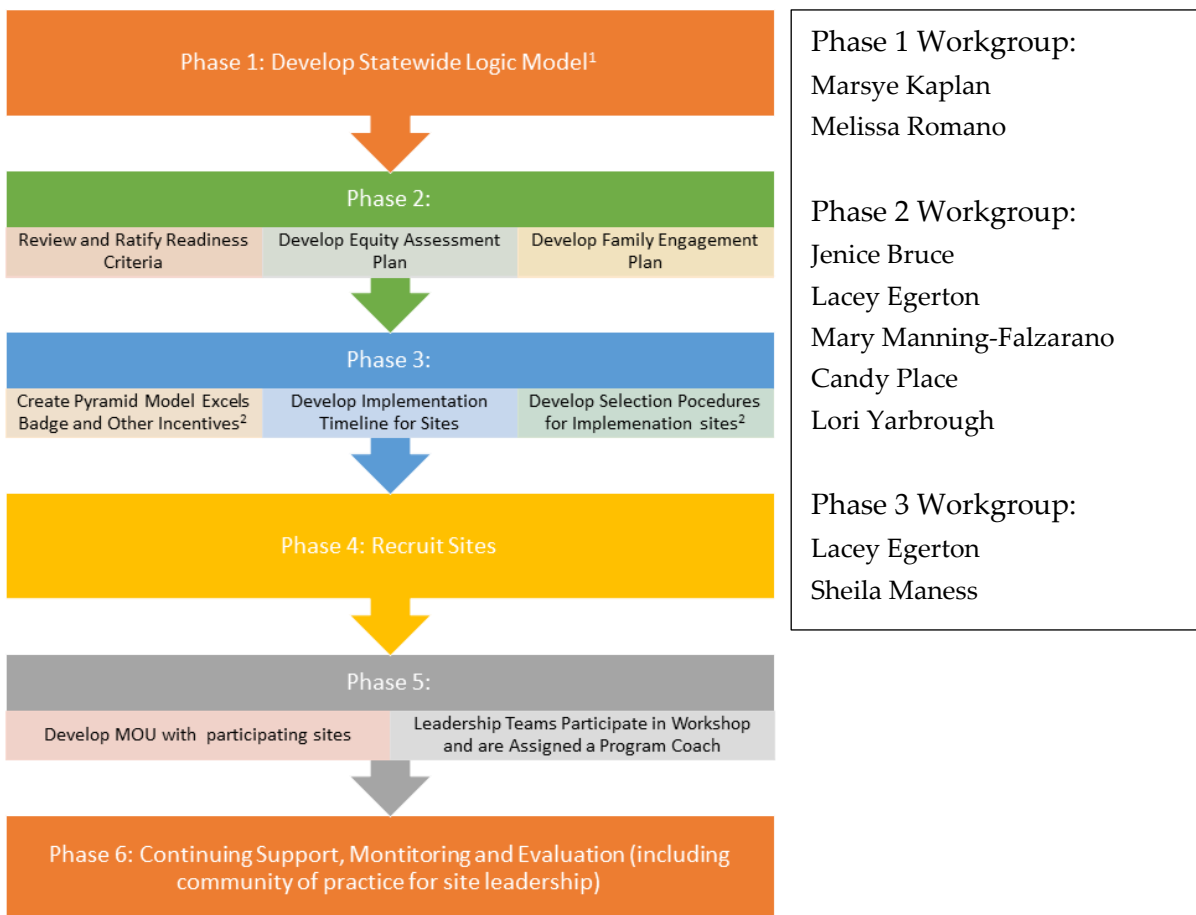 Phase 1: Develop Statewide Logic Model¹
Phase 2:
Review and Ratify Readiness
Criteria
Develop Equity Assessment
Plan
Develop Family Engagement
Plan
Phase 3:
Create Pyramid Model Excels
Badge and Other Incentives²
Develop Implementation
Timeline for Sites
Develop Selection Pocedures
for Implemenation sites²
Phase 4: Recruit Sites
Phase 5:
Develop MOU with participating sites
Leadership Teams Participate in Workshop
and are Assigned a Program Coach
Phase 6: Continuing Support, Montitoring and Evaluation (including
community of practice for site leadership)
Phase 1 Workgroup:
Marsye Kaplan
Melissa Romano
Phase 2 Workgroup:
Jenice Bruce
Lacey Egerton
Mary Manning-Falzarano
Candy Place
Lori Yarbrough
Phase 3 Workgroup:
Lacey Egerton
Sheila Maness